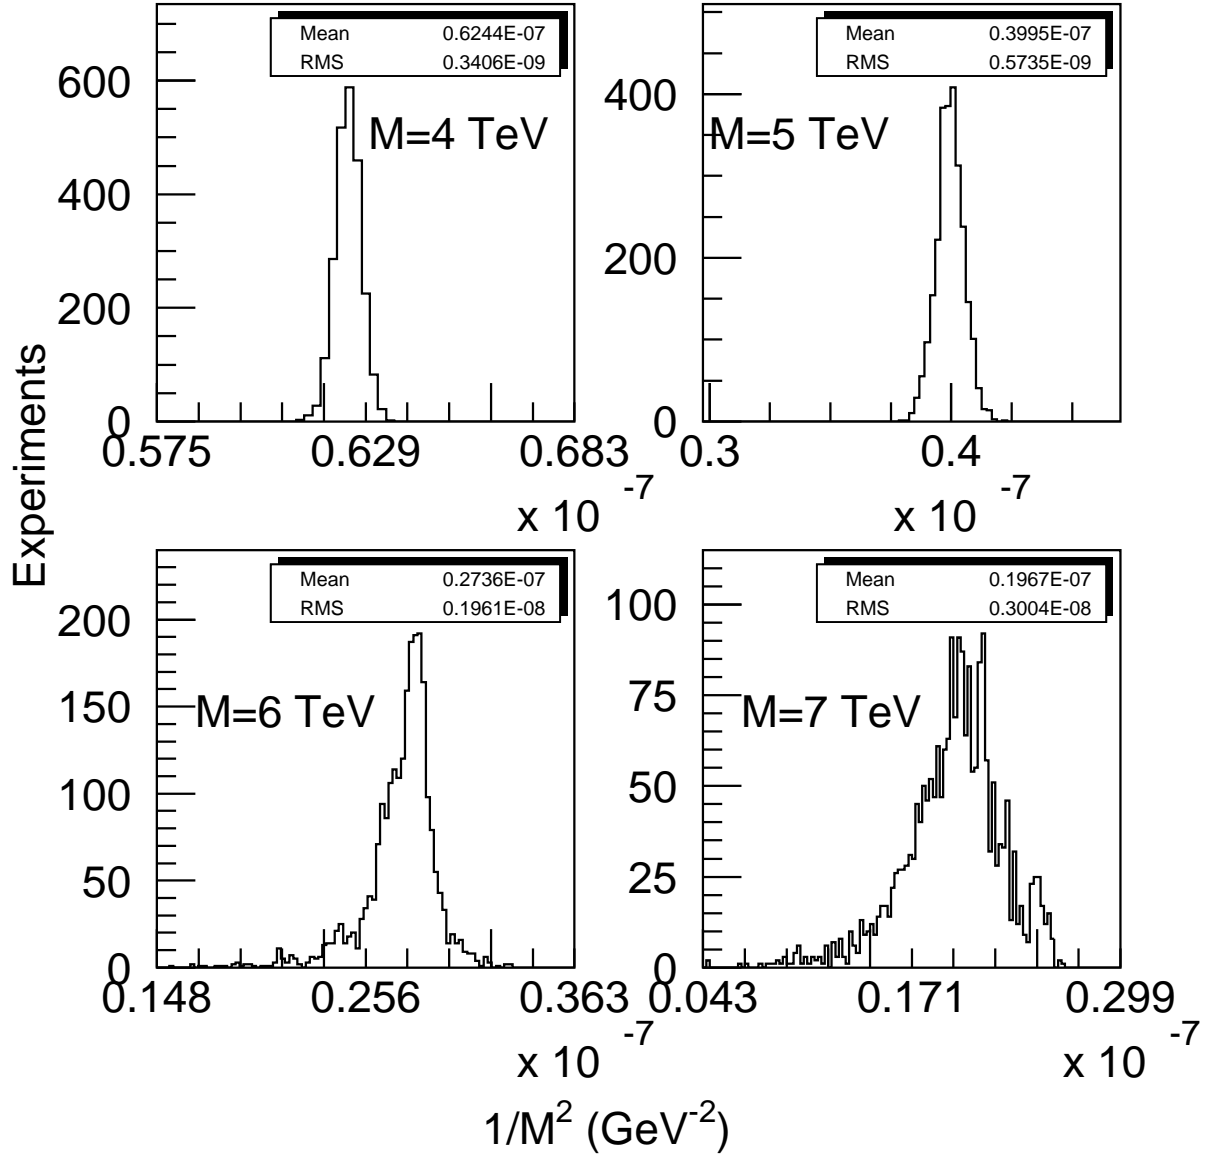 Experiments
Mean 0.6244E-07
RMS 0.3406E-09
M=4 TeV
600
400
200
0
0.575 0.629 0.683
x 10 -7
Mean 0.3995E-07
RMS 0.5735E-09
M=5 TeV
400
200
0
0.3 0.4
x 10 -7
Mean 0.2736E-07
RMS 0.1961E-08
M=6 TeV
200
150
100
50
0
0.148 0.256 0.363
x 10 -7
Mean 0.1967E-07
RMS 0.3004E-08
M=7 TeV
100
75
50
25
0
0.043 0.171 0.299
x 10 -7
1/M2 (GeV-2)